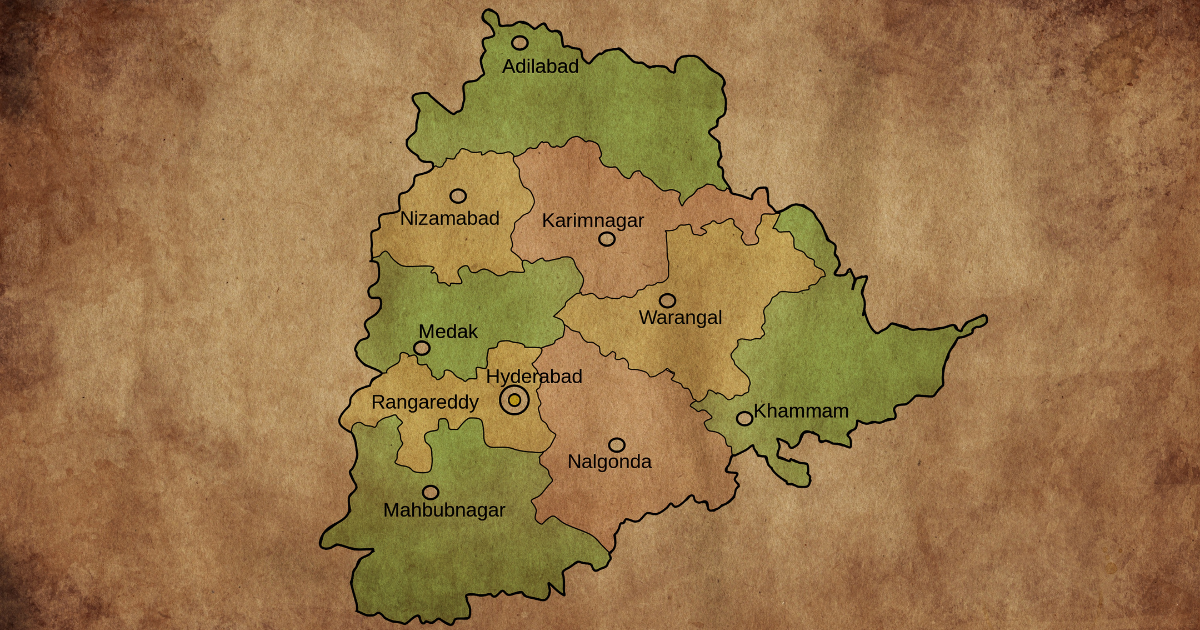 Adilabad
Nizamabad
Karimnagar
Warangal
Medak
Hyderabad
Rangareddy
Khammam
Nalgonda
Mahbubnagar